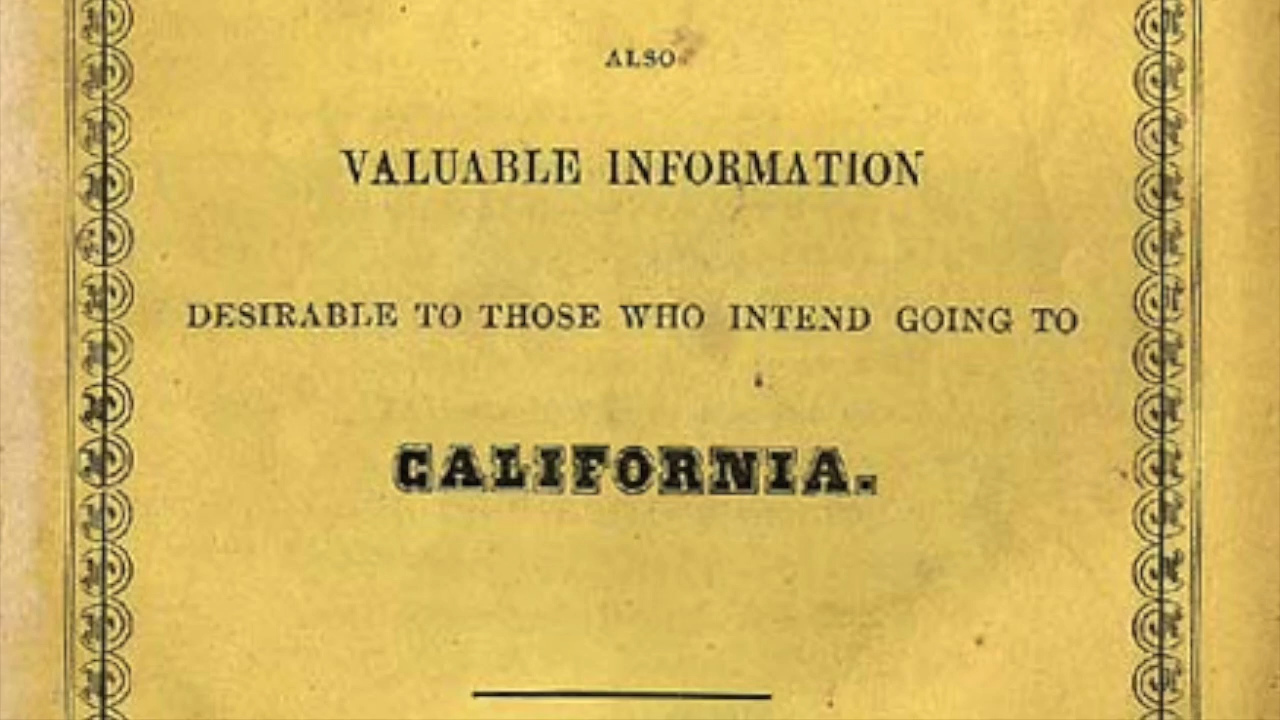 ALSO
VALUABLE INFORMATION
DESIRABLE TO THOSE WHO INTEND GOING TO
CALIFORNIA.